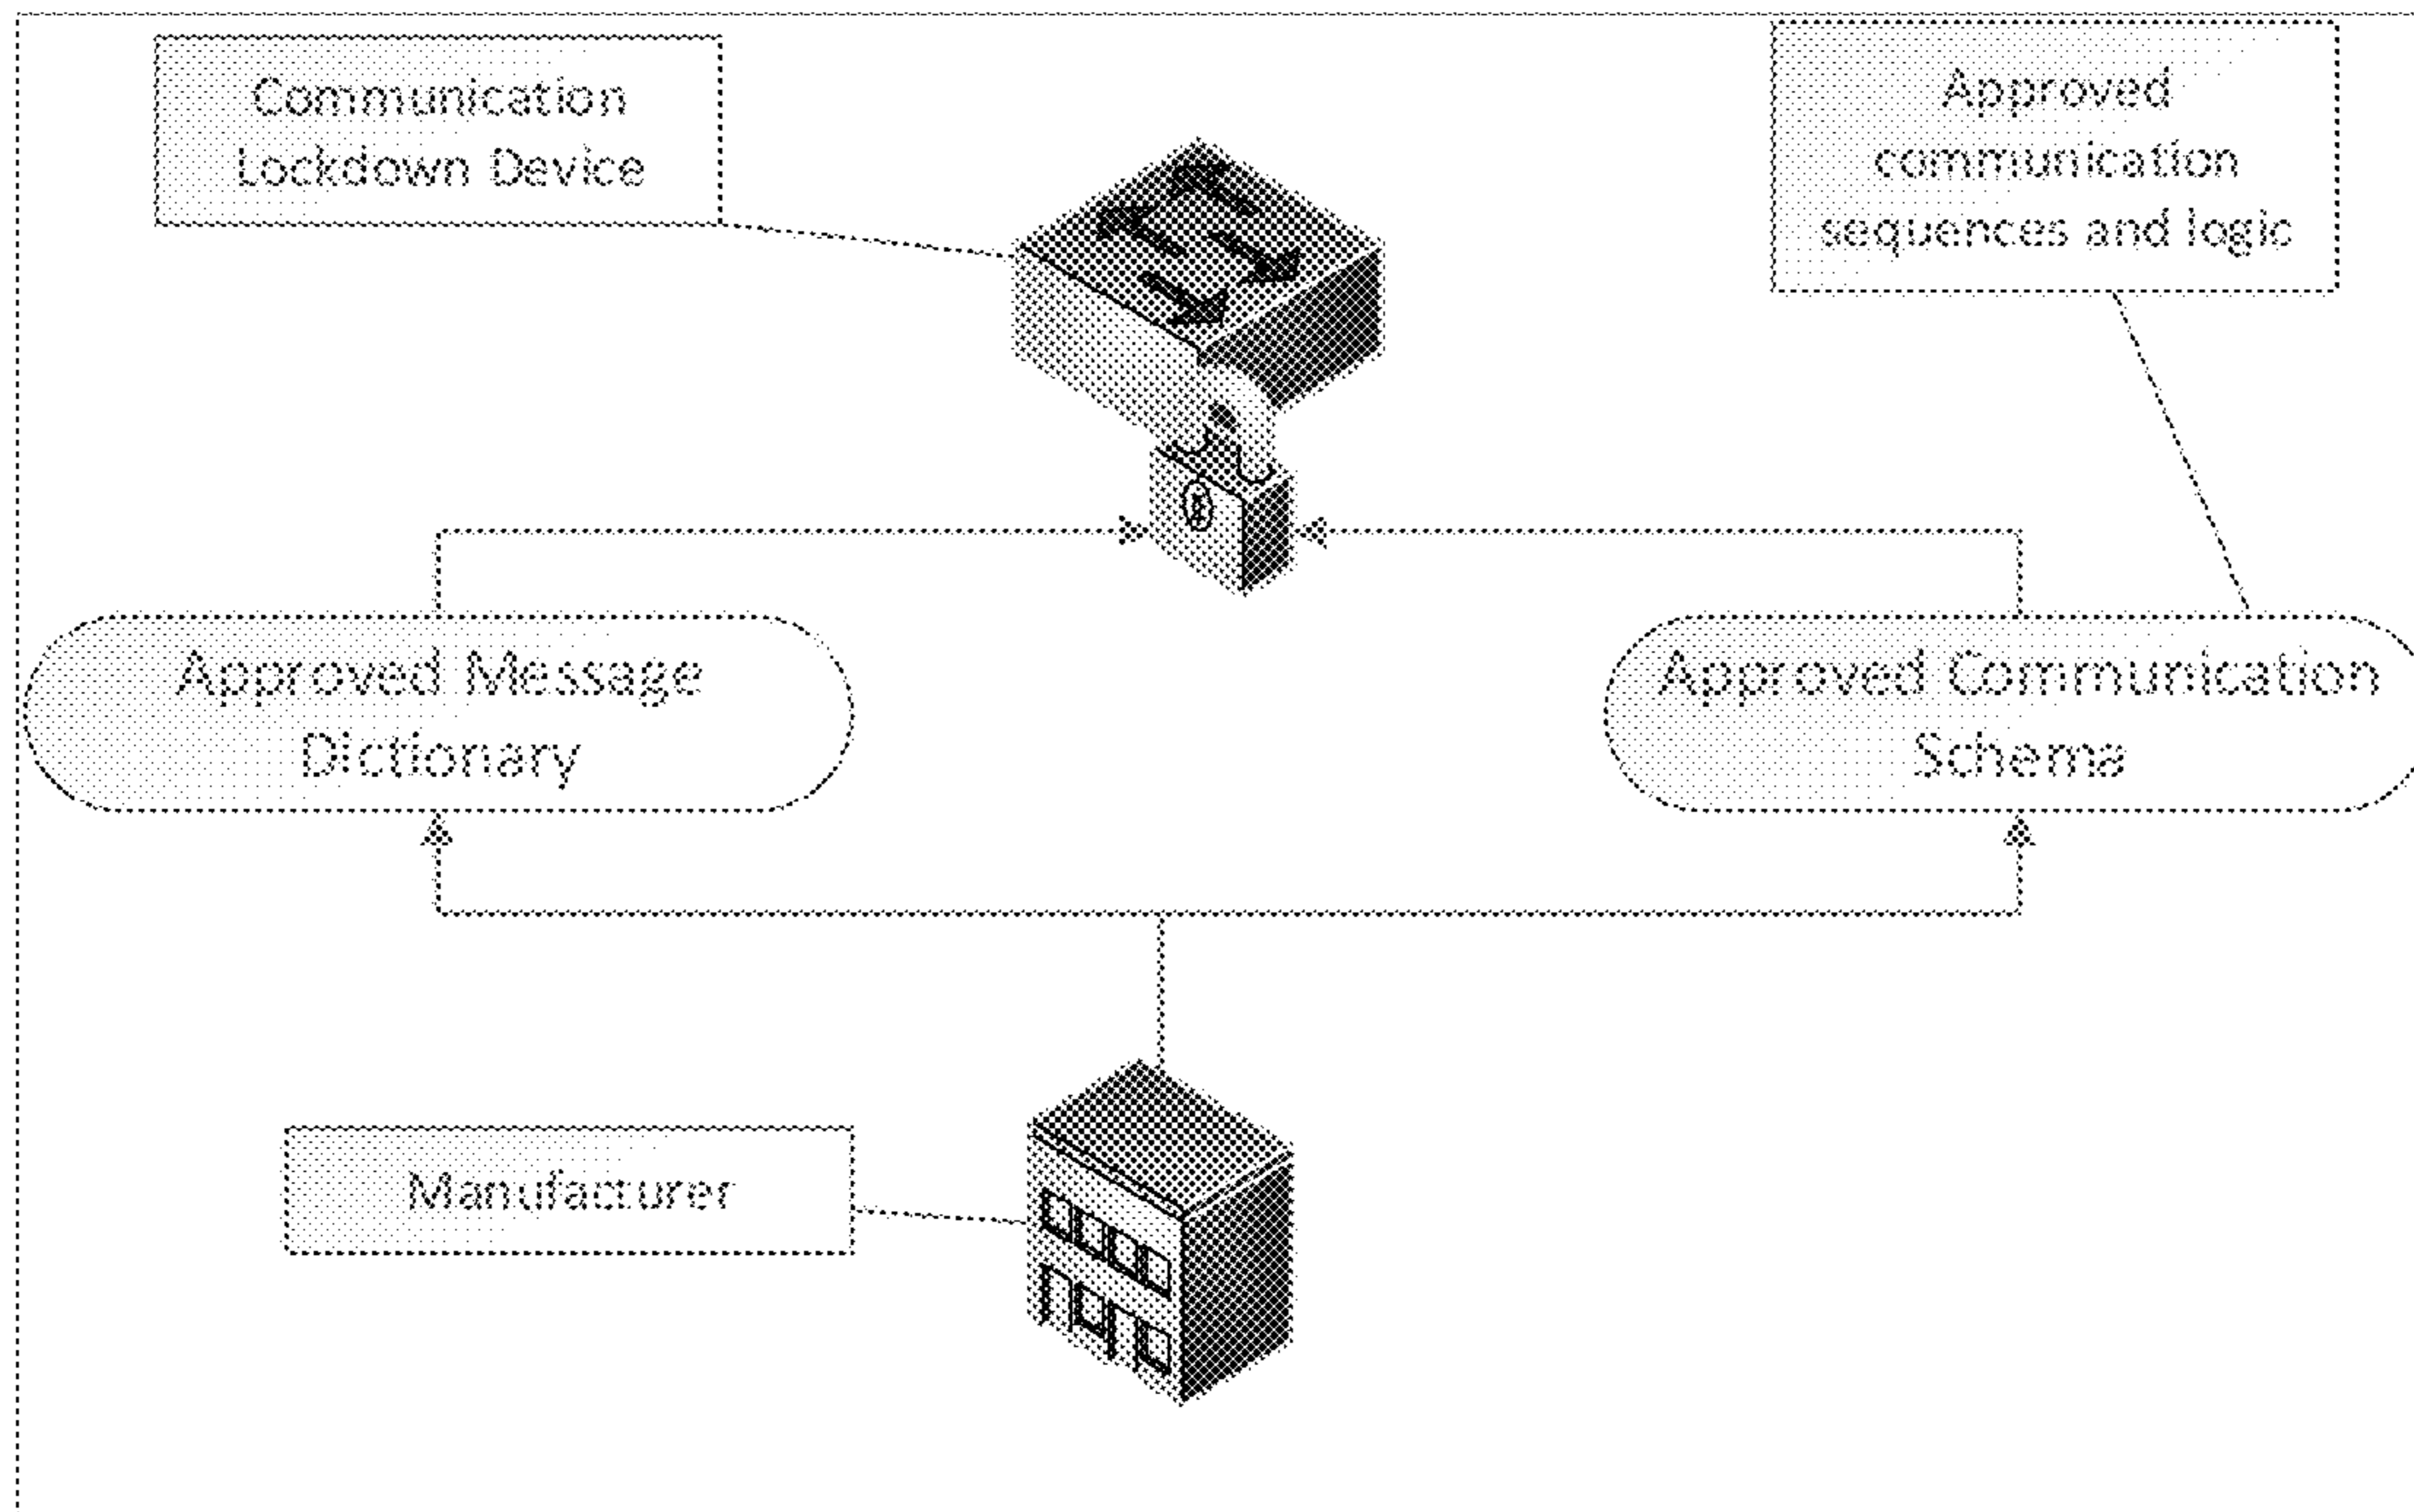 Communication
Lockdown Device
Approved
communication
sequences and logic
Approved Message
Dictionary
Approved Communication
Schema
Manufacturer